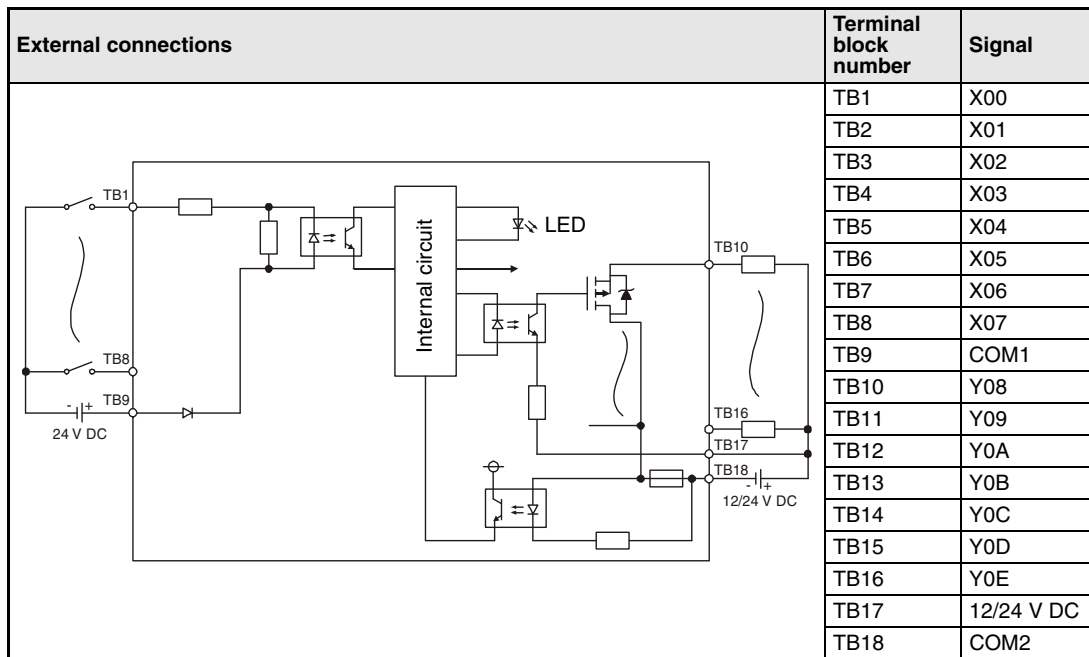 External connections
Terminal
block
number
Signal
TB1 X00
TB2 X01
TB3 X02
TB4 X03
TB5 X04
TB6 X05
TB7 X06
TB8 X07
TB9 COM1
TB10 Y08
TB11 Y09
TB12 Y0A
TB13 Y0B
TB14 Y0C
TB15 Y0D
TB16 Y0E
TB17 12/24 V DC
TB18 COM2
TB1
TB8
TB9
- +
24 V DC
Internal circuit
LED
TB10
TB16
TB17
TB18
- +
12/24 V DC